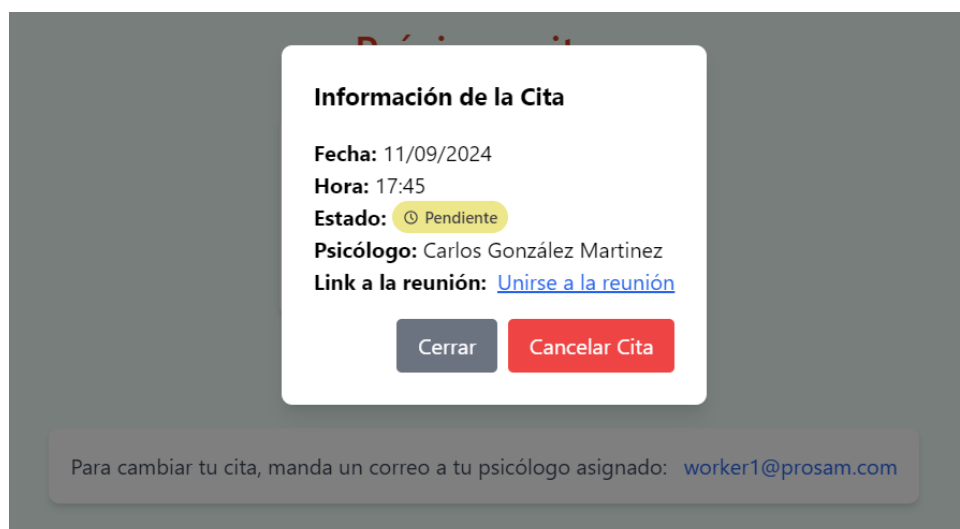 Información de la Cita
Fecha: 11/09/2024
Hora: 17:45
Estado: Pendiente
Psicólogo: Carlos González Martinez
Link a la reunión: Unirse a la reunión
Cerrar Cancelar Cita
Para cambiar tu cita, manda un correo a tu psicólogo asignado: worker1@prosam.com